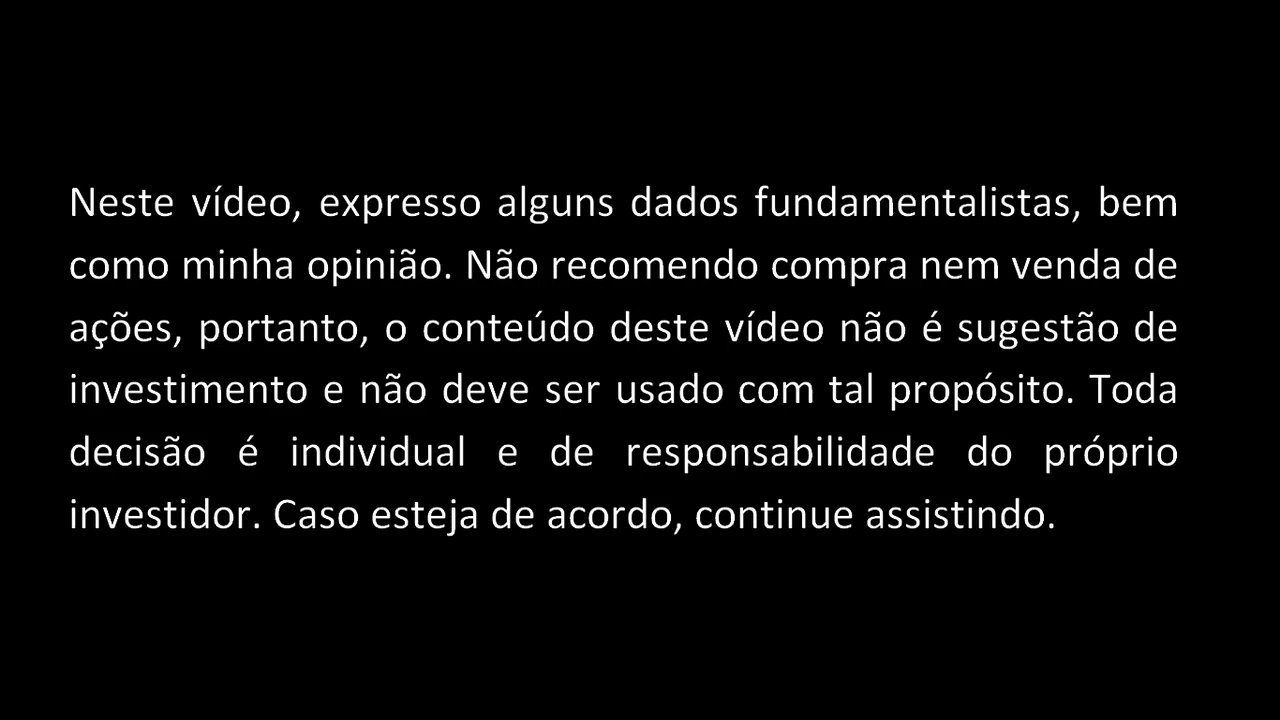 Neste vídeo, expresso alguns dados fundamentalistas, bem
como minha opinião. Não recomendo compra nem venda de
ações, portanto, o conteúdo deste vídeo não é sugestão de
investimento e não deve ser usado com tal propósito. Toda
decisão é individual e de responsabilidade do próprio
investidor. Caso esteja de acordo, continue assistindo.